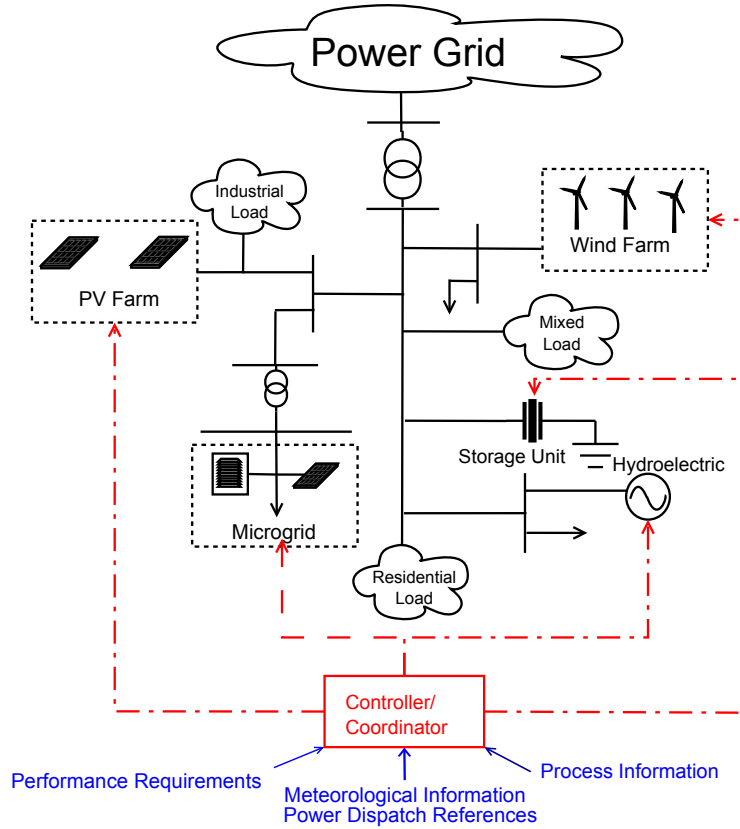 Power Grid
Industrial
Load
Wind Farm
PV Farm
Mixed
Load
Storage Unit
Hydroelectric
Microgrid
Residential
Load
Controller/
Coordinator
Performance Requirements
Process Information
Meteorological Information
Power Dispatch References